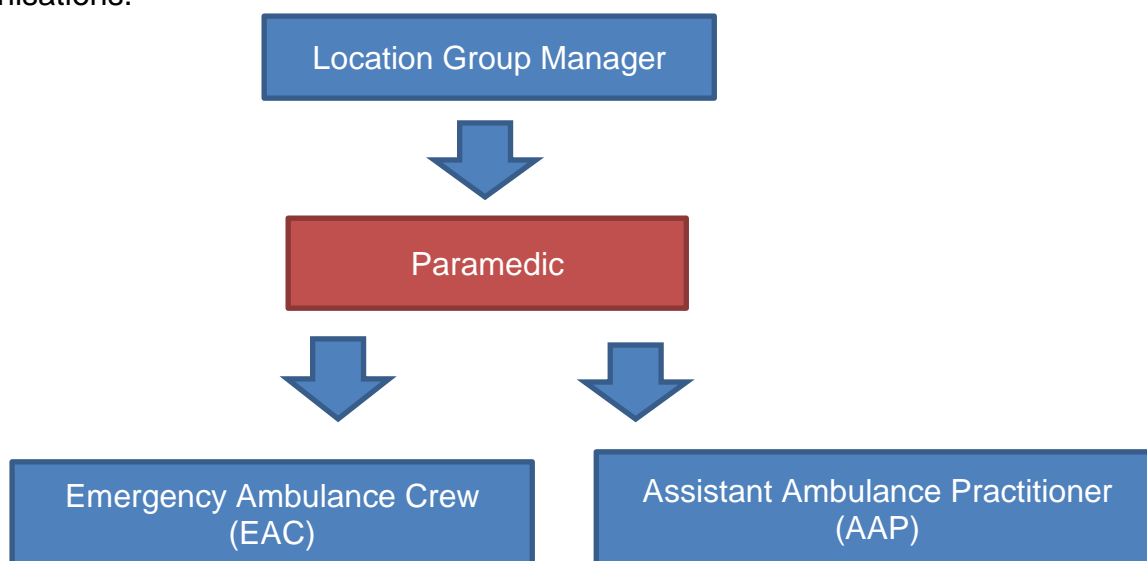 Location Group Manager
Paramedic
Emergency Ambulance Crew
(EAC)
Assistant Ambulance Practitioner
(AAP)